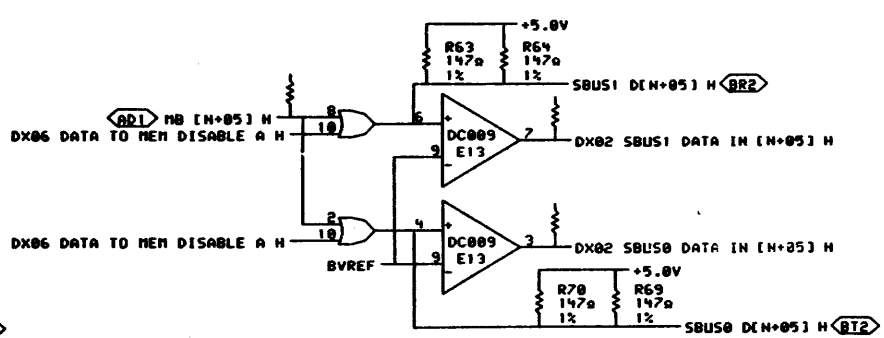 +5.0V
R63 R64
147Ω 147Ω
1% 1%
SBUS1 D[N+05] H BR2
AD1 MB [N+05] H 8
DX06 DATA TO MEM DISABLE A H 10
6 + DC009 7 DX02 SBUS1 DATA IN [N+05] H
9 - E13
2
DX06 DATA TO MEM DISABLE A H 10
4 + DC009 3 DX02 SBUS0 DATA IN [N+05] H
BVREF 9 - E13
+5.0V
R70 R69
147Ω 147Ω
1% 1%
SBUS0 D[N+05] H BT2